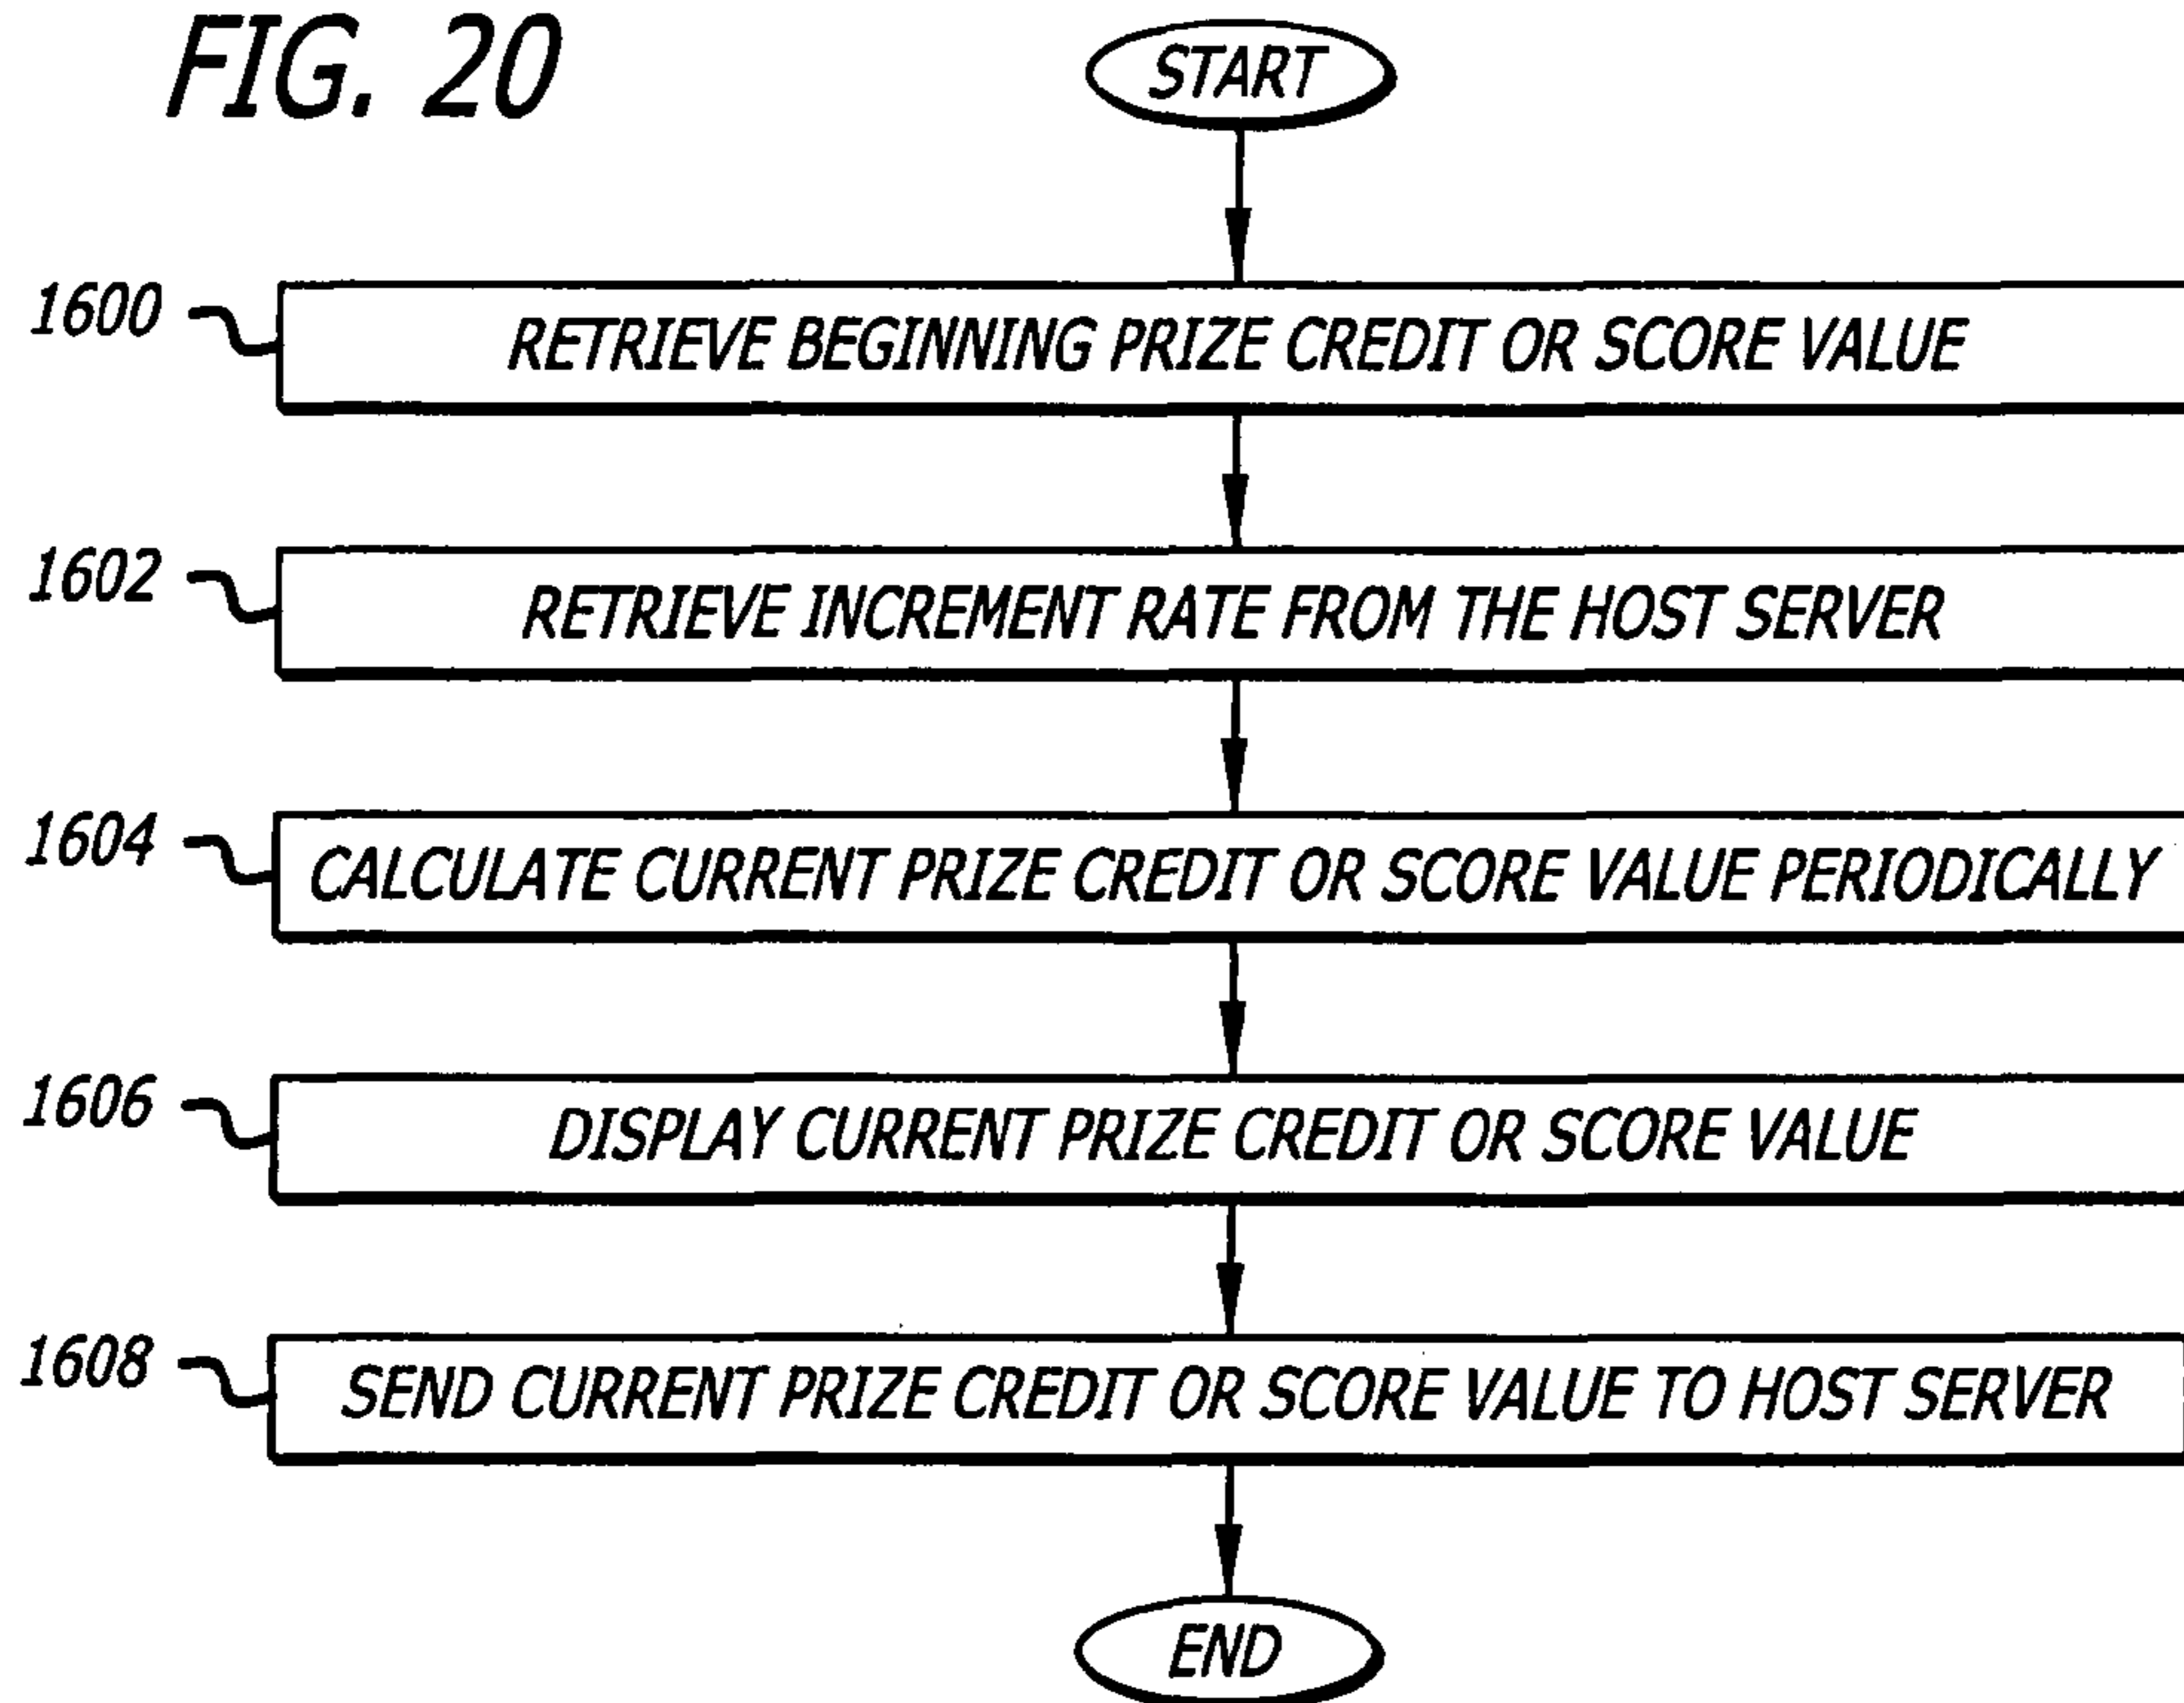 FIG. 20
START
1600
RETRIEVE BEGINNING PRIZE CREDIT OR SCORE VALUE
1602
RETRIEVE INCREMENT RATE FROM THE HOST SERVER
1604
CALCULATE CURRENT PRIZE CREDIT OR SCORE VALUE PERIODICALLY
1606
DISPLAY CURRENT PRIZE CREDIT OR SCORE VALUE
1608
SEND CURRENT PRIZE CREDIT OR SCORE VALUE TO HOST SERVER
END